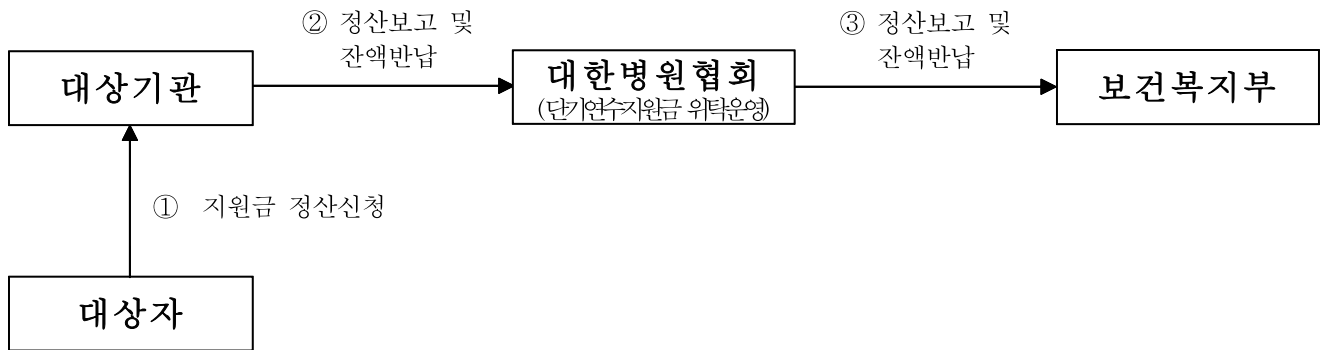 ② 정산보고 및
잔액반납
③ 정산보고 및
잔액반납
대상기관
대한병원협회
(단기연수지원금 위탁운영)
보건복지부
① 지원금 정산신청
대상자